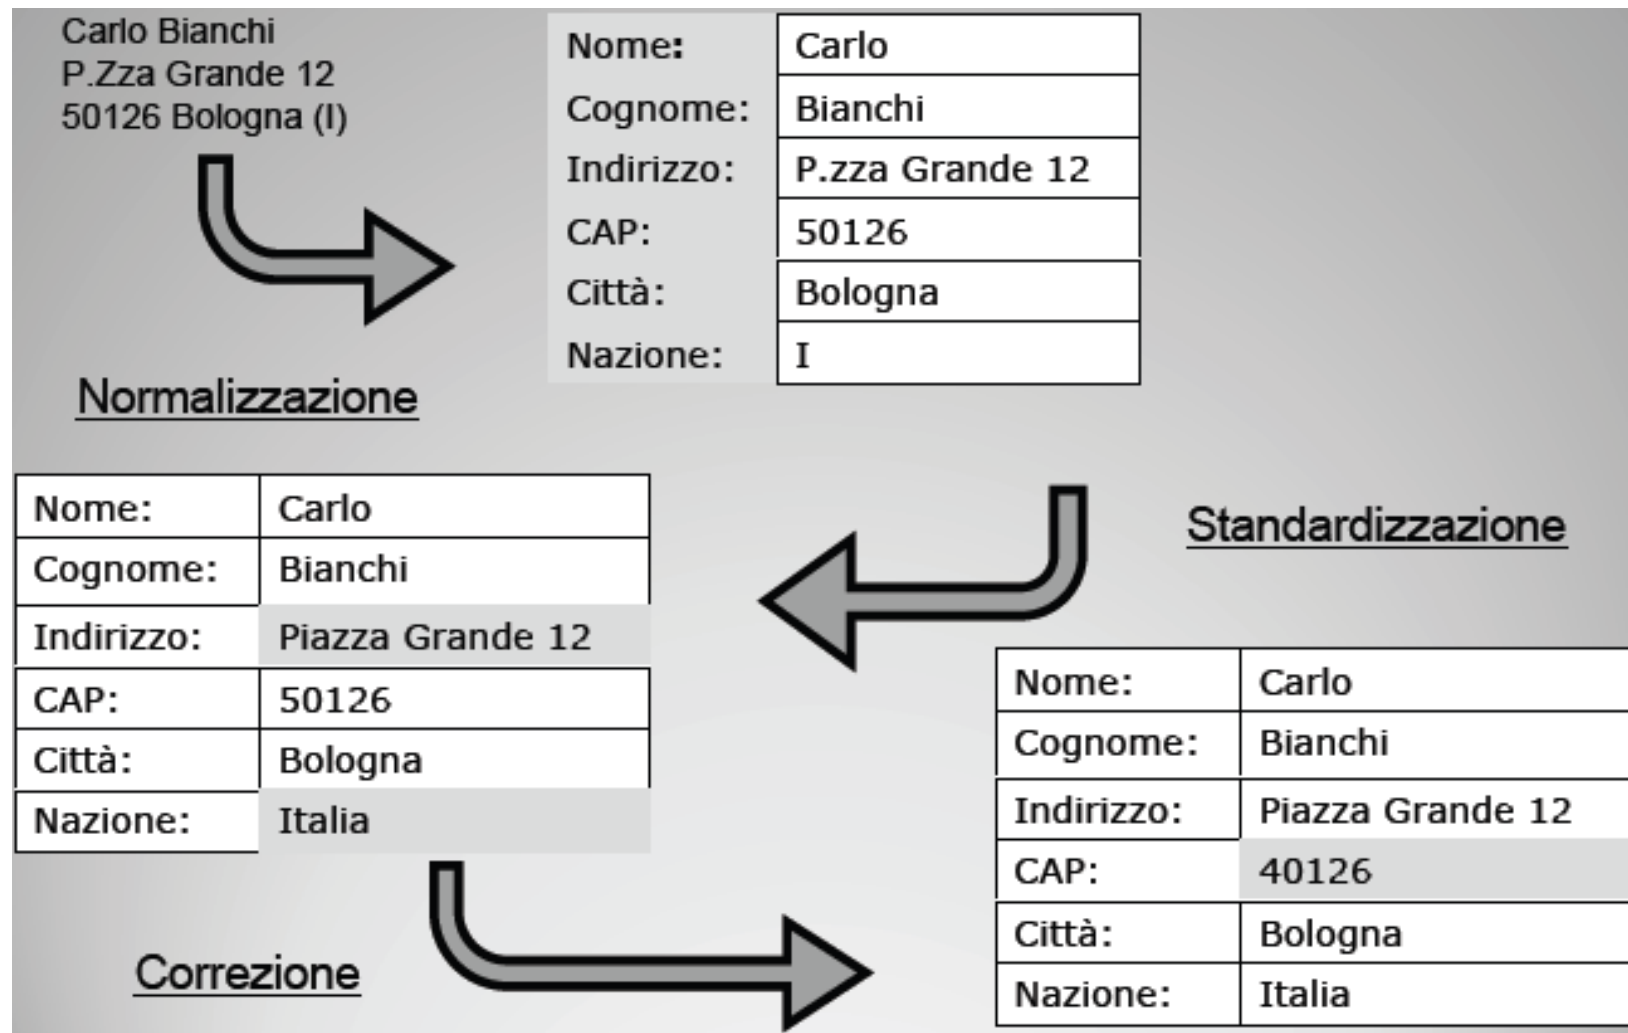 Carlo Bianchi
P.Zza Grande 12
50126 Bologna (I)
Nome: Carlo
Cognome: Bianchi
Indirizzo: P.zza Grande 12
CAP: 50126
Città: Bologna
Nazione: I
Normalizzazione
Standardizzazione
Nome: Carlo
Cognome: Bianchi
Indirizzo: Piazza Grande 12
CAP: 50126
Città: Bologna
Nazione: Italia
Correzione
Nome: Carlo
Cognome: Bianchi
Indirizzo: Piazza Grande 12
CAP: 40126
Città: Bologna
Nazione: Italia